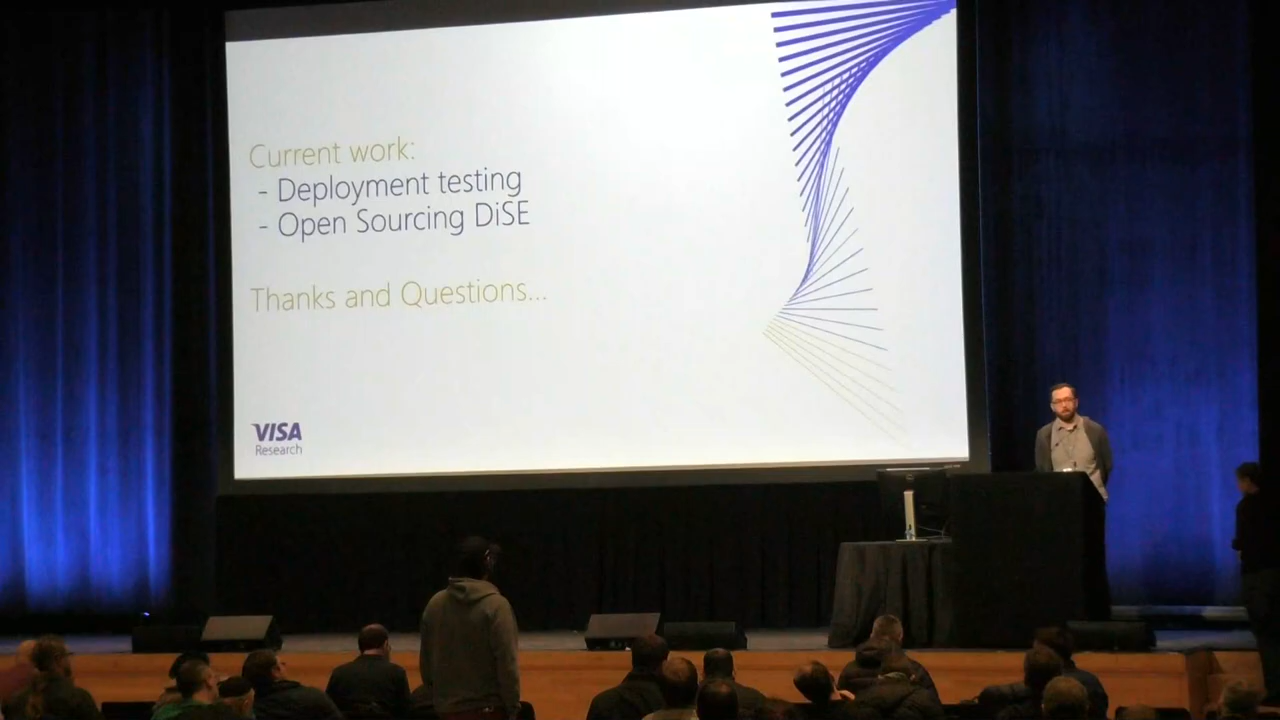 Current work:
- Deployment testing
- Open Sourcing DiSE
Thanks and Questions...
VISA
Research